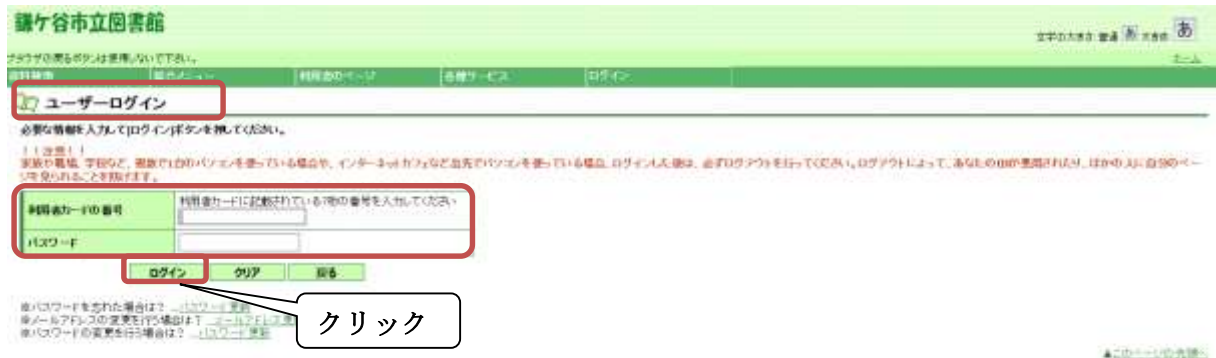 鎌ケ谷市立図書館
文字の大きさ 普通 あ 大きめ あ
ブラウザの戻るボタンは使用しないで下さい。
ホーム
資料検索 利用者のページ 各種サービス ログイン
ユーザーログイン
必要な情報を入力して[ログイン]ボタンを押してください。
!!注意!!
家族や職場、学校など、複数で1台のパソコンを使っている場合や、インターネットカフェなど出先でパソコンを使っている場合、ログインした後は、必ずログアウトを行ってください。ログアウトによって、あなたのIDが悪用されたり、ほかの人に自分のペー
ジを見られることを防げます。
利用者カードの番号 利用者カードに記載されている7桁の番号を入力してください
パスワード
ログイン クリア 戻る
※パスワードを忘れた場合は? ...パスワード更新
※メールアドレスの変更を行う場合は? ...メールアドレス変
※パスワードの変更を行う場合は? ...パスワード更新
クリック
▲このページの先頭へ